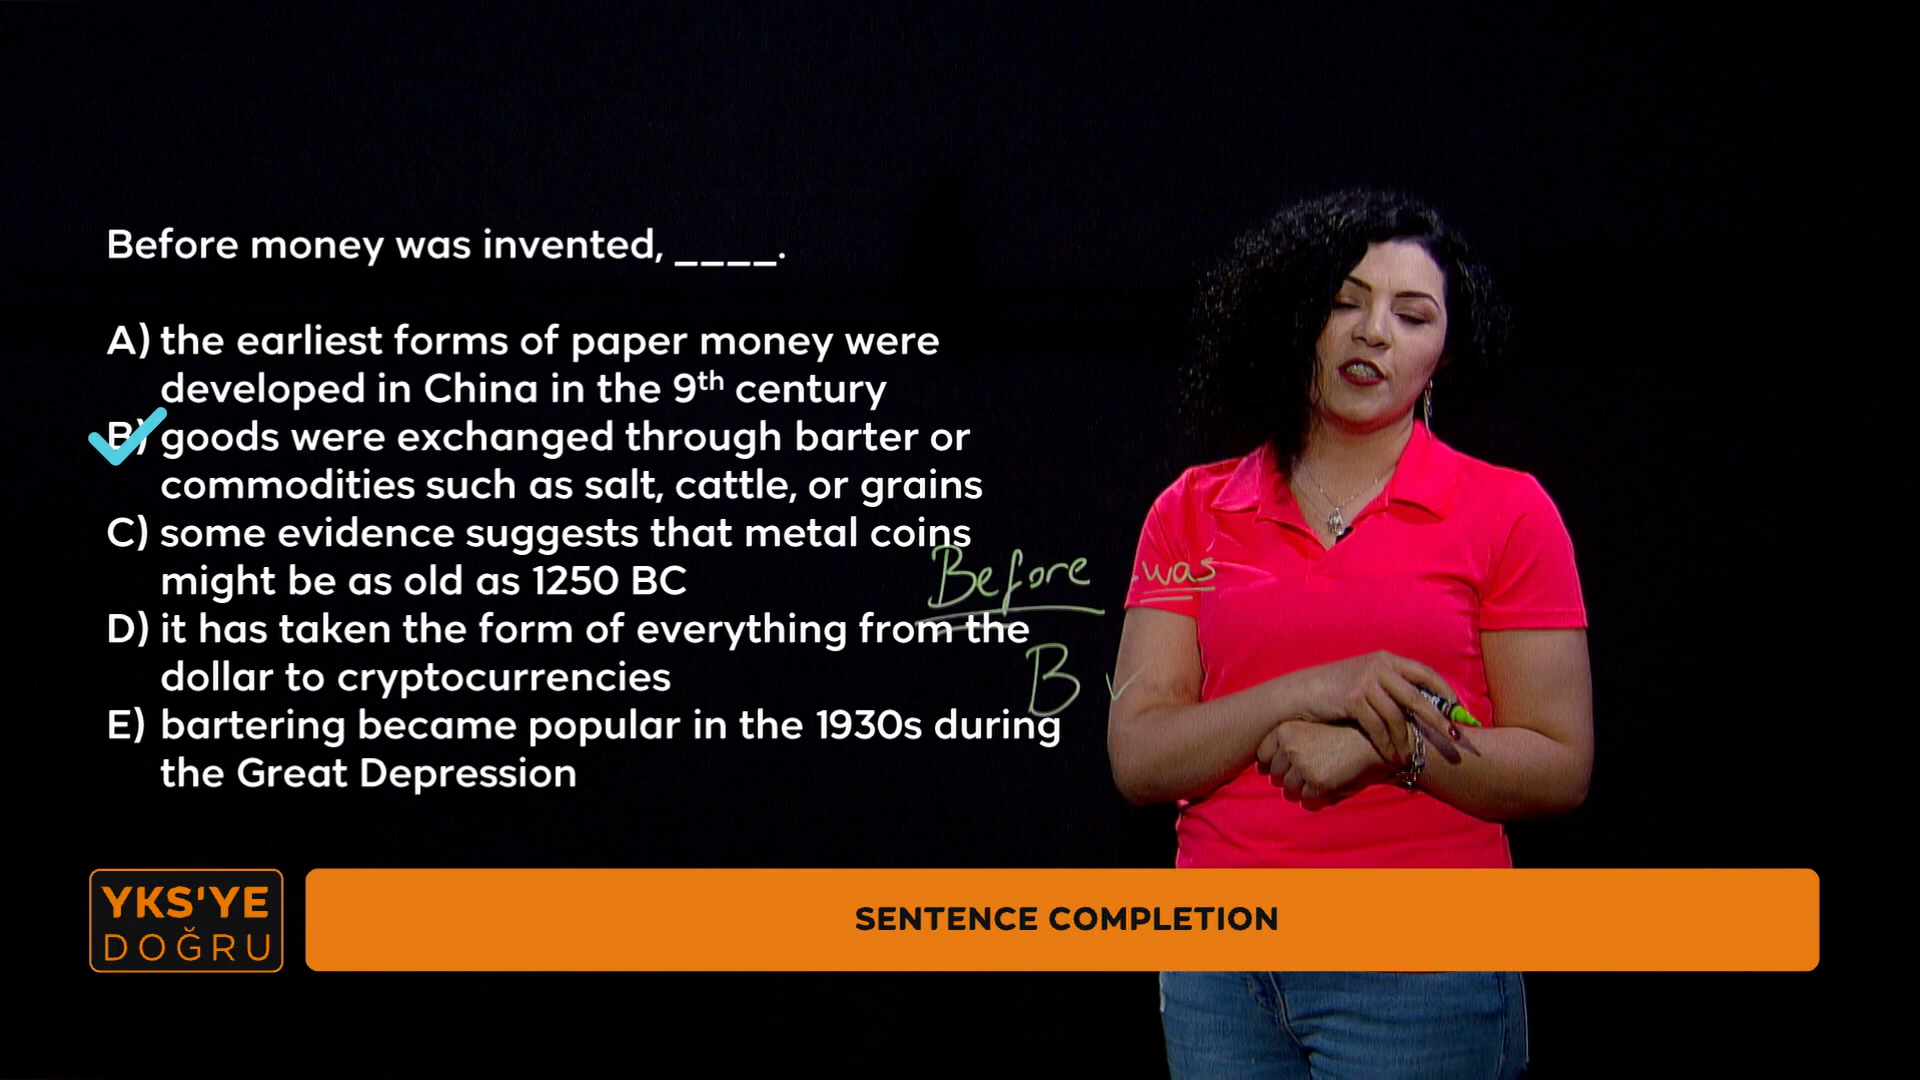 Before money was invented, ____.
A) the earliest forms of paper money were
developed in China in the 9th century
B) goods were exchanged through barter or
commodities such as salt, cattle, or grains
C) some evidence suggests that metal coins
might be as old as 1250 BC
Before was
D) it has taken the form of everything from the
dollar to cryptocurrencies
B
E) bartering became popular in the 1930s during
the Great Depression
YKS'YE
DOĞRU
SENTENCE COMPLETION